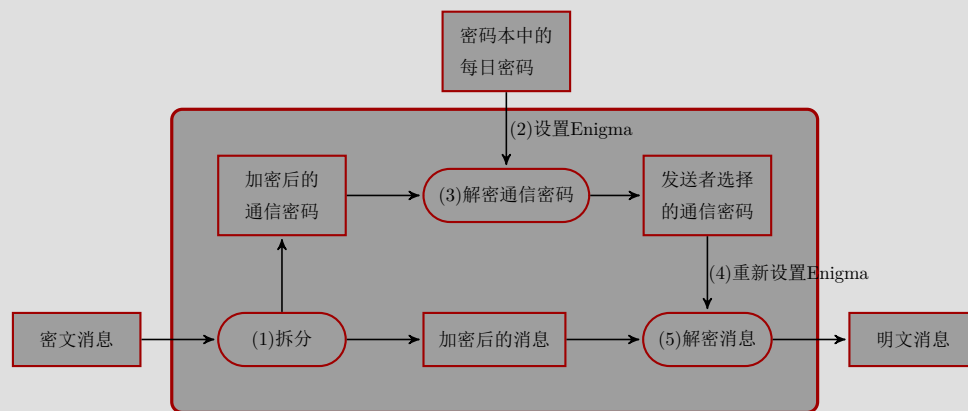 密码本中的
每日密码
(2)设置Enigma
加密后的
通信密码
(3)解密通信密码
发送者选择
的通信密码
(4)重新设置Enigma
密文消息
(1)拆分
加密后的消息
(5)解密消息
明文消息